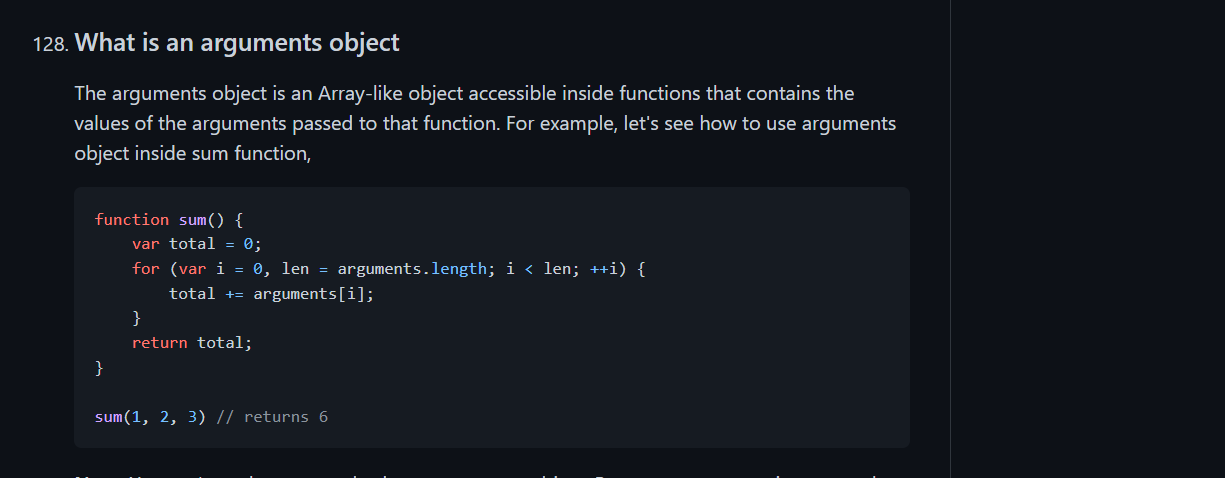 128. What is an arguments object
The arguments object is an Array-like object accessible inside functions that contains the
values of the arguments passed to that function. For example, let's see how to use arguments
object inside sum function,
function sum() {
    var total = 0;
    for (var i = 0, len = arguments.length; i < len; ++i) {
        total += arguments[i];
    }
    return total;
}
sum(1, 2, 3) // returns 6